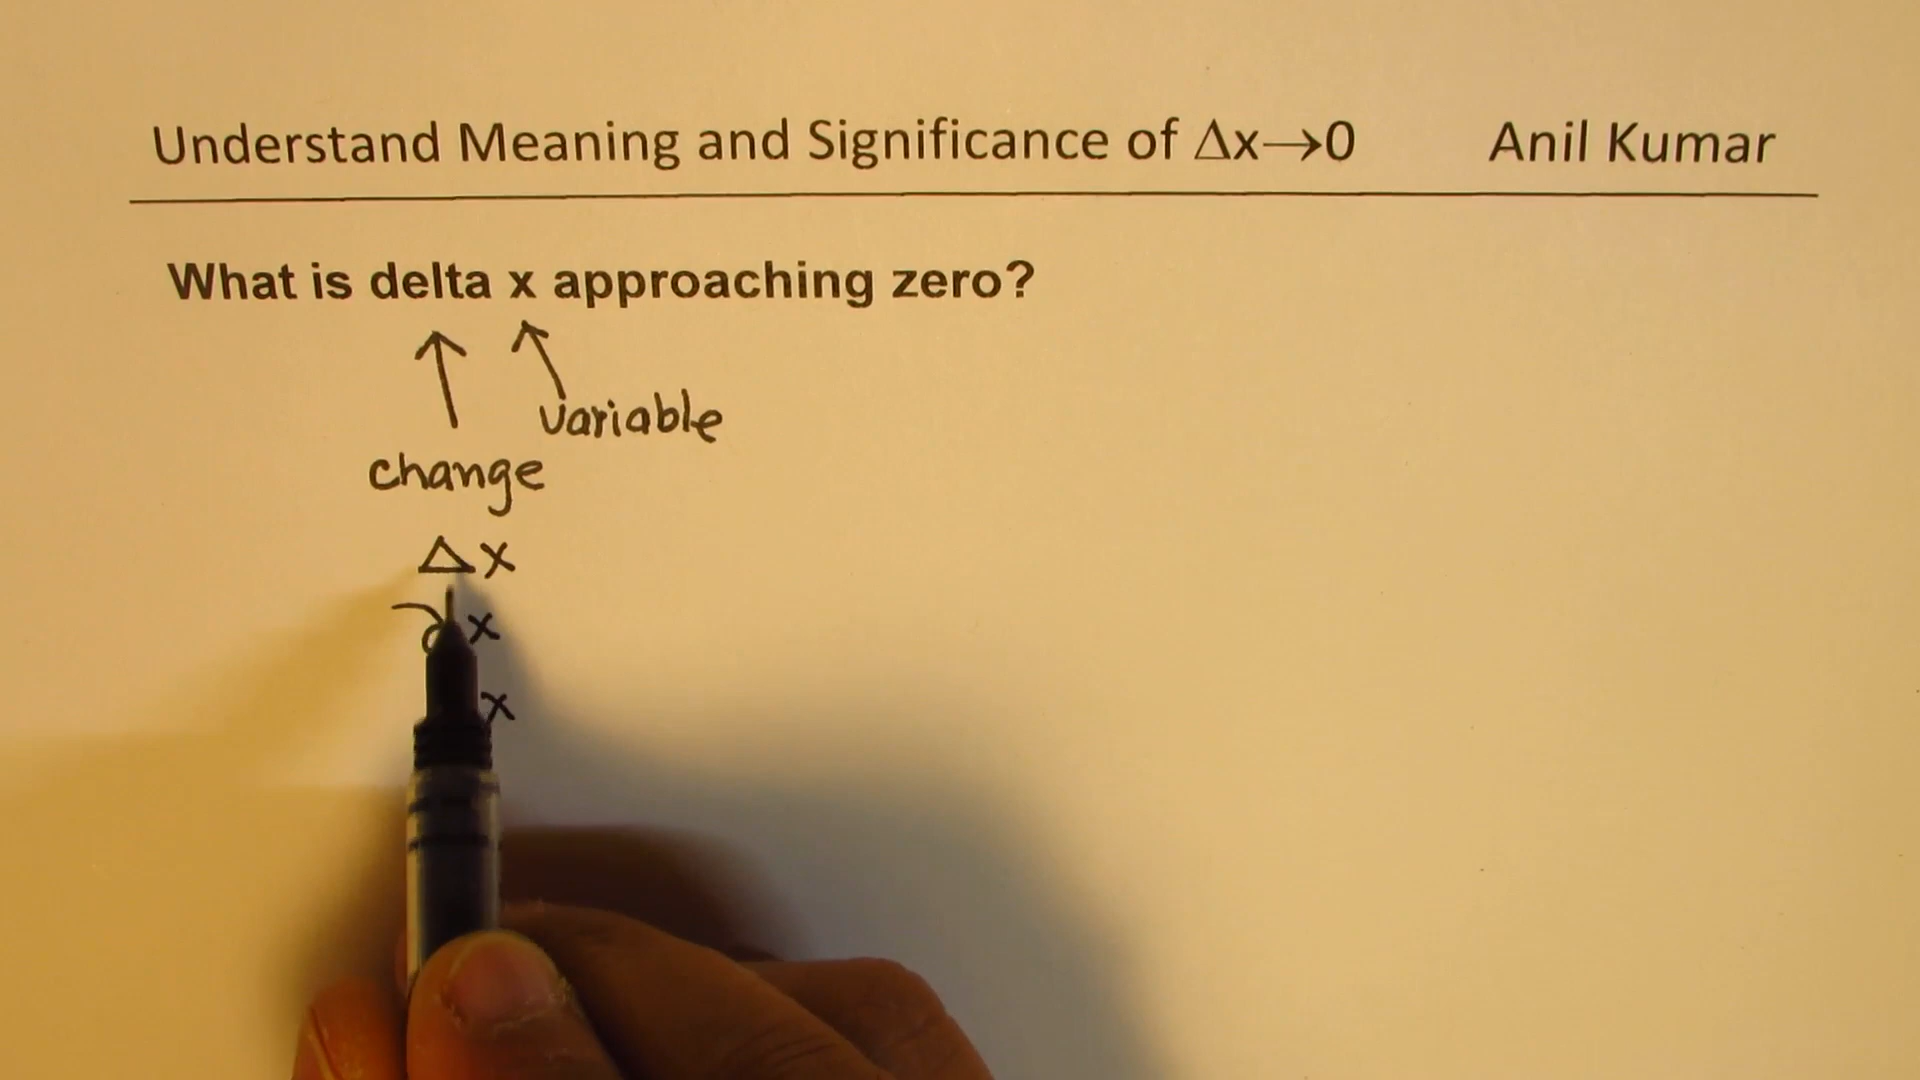 Understand Meaning and Significance of Δx→0 Anil Kumar
What is delta x approaching zero?
variable
change
Δx
x
x